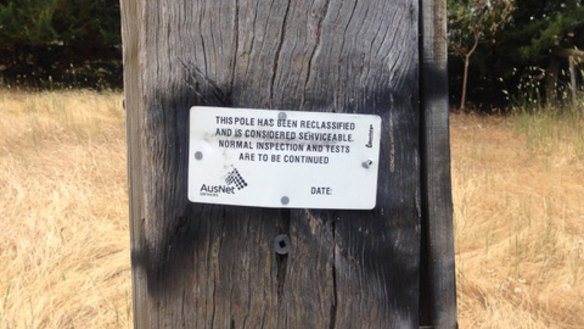 THIS POLE HAS BEEN RECLASSIFIED
AND IS CONSIDERED SERVICEABLE.
NORMAL INSPECTION AND TESTS
ARE TO BE CONTINUED
AusNet
DATE: